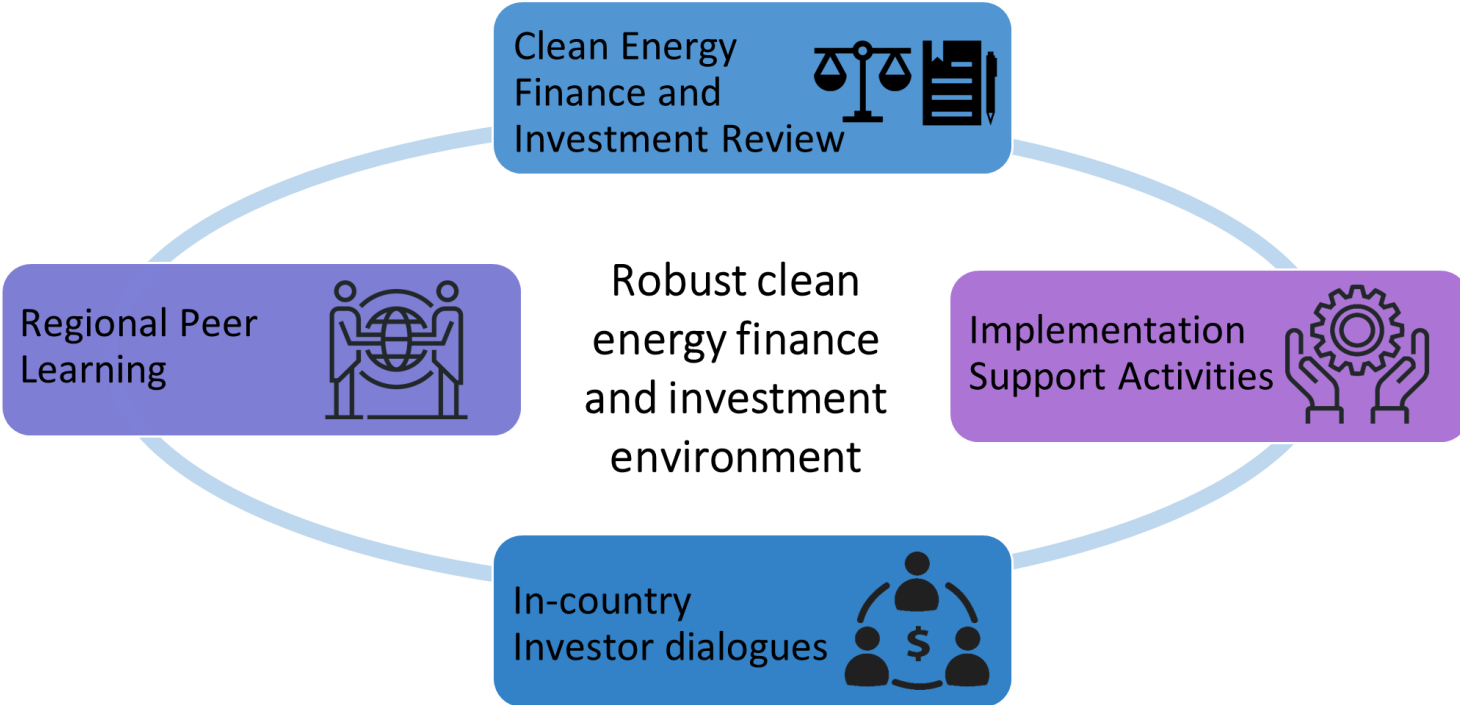 Clean Energy
Finance and
Investment Review
Regional Peer
Learning
Robust clean
energy finance
and investment
environment
Implementation
Support Activities
In-country
Investor dialogues
$